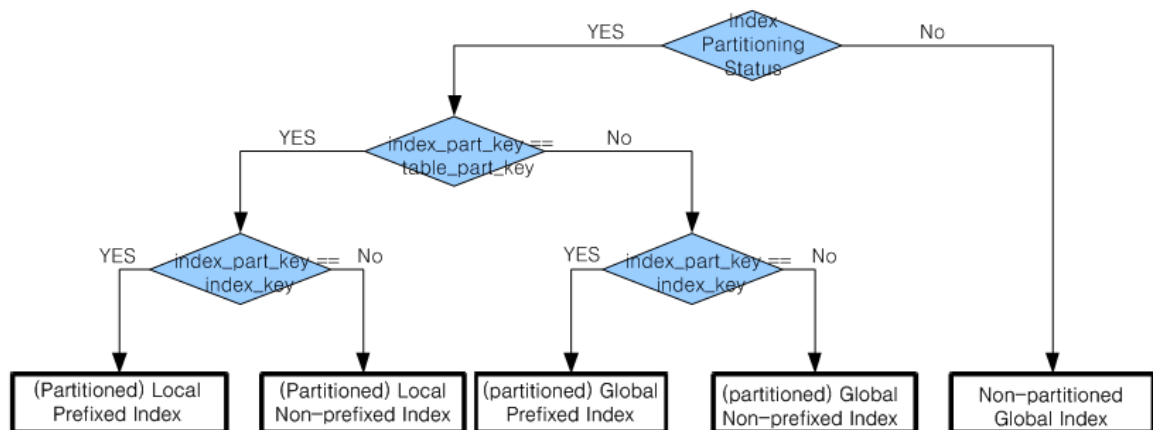 Index
Partitioning
Status
YES
No
index_part_key ==
table_part_key
YES
No
index_part_key ==
index_key
YES
No
index_part_key ==
index_key
YES
No
(Partitioned) Local
Prefixed Index
(Partitioned) Local
Non-prefixed Index
(partitioned) Global
Prefixed Index
(partitioned) Global
Non-prefixed Index
Non-partitioned
Global Index